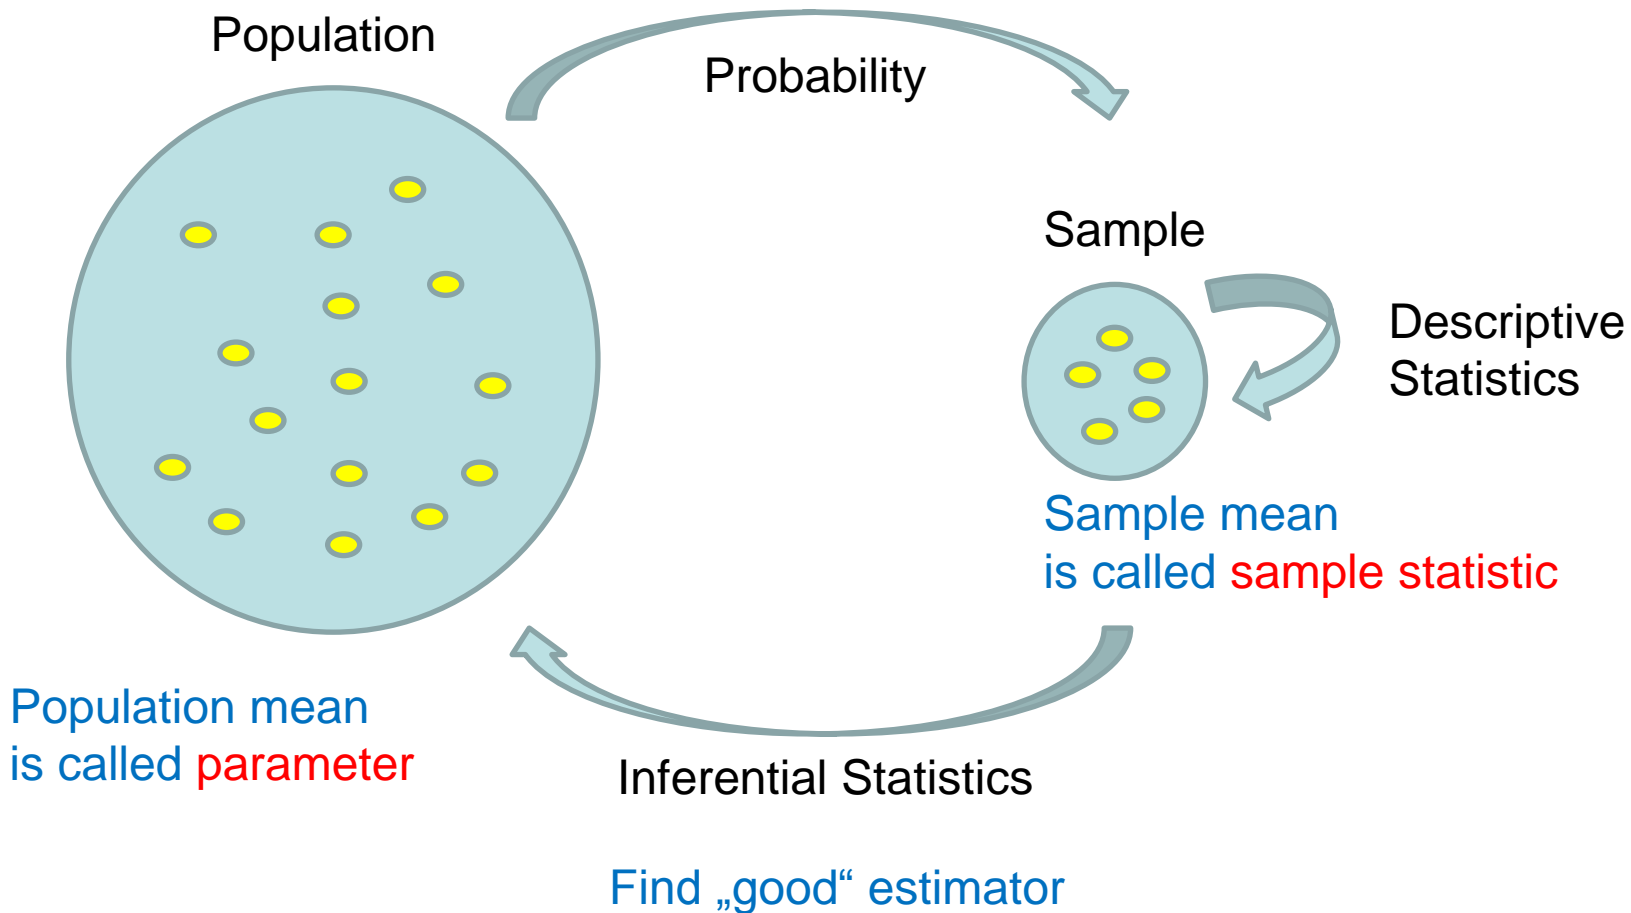 Population
Probability
Sample
Descriptive
Statistics
Sample mean
is called sample statistic
Population mean
is called parameter
Inferential Statistics
Find „good“ estimator